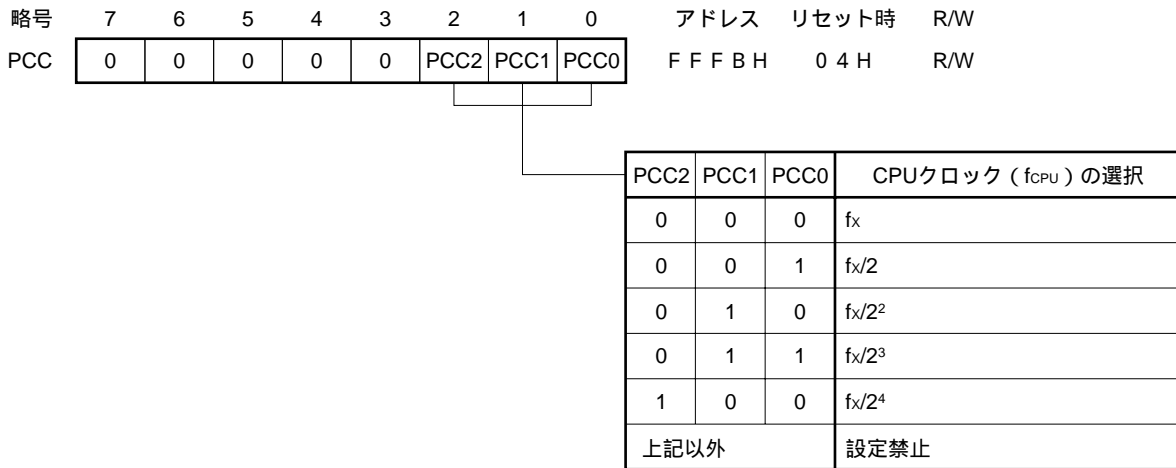 略号 7 6 5 4 3 2 1 0 アドレス リセット時 R/W
PCC 0 0 0 0 0 PCC2 PCC1 PCC0 FFFBH 04H R/W
PCC2 PCC1 PCC0 CPUクロック（fCPU）の選択
0 0 0 fX
0 0 1 fX/2
0 1 0 fX/2²
0 1 1 fX/2³
1 0 0 fX/2⁴
上記以外 設定禁止